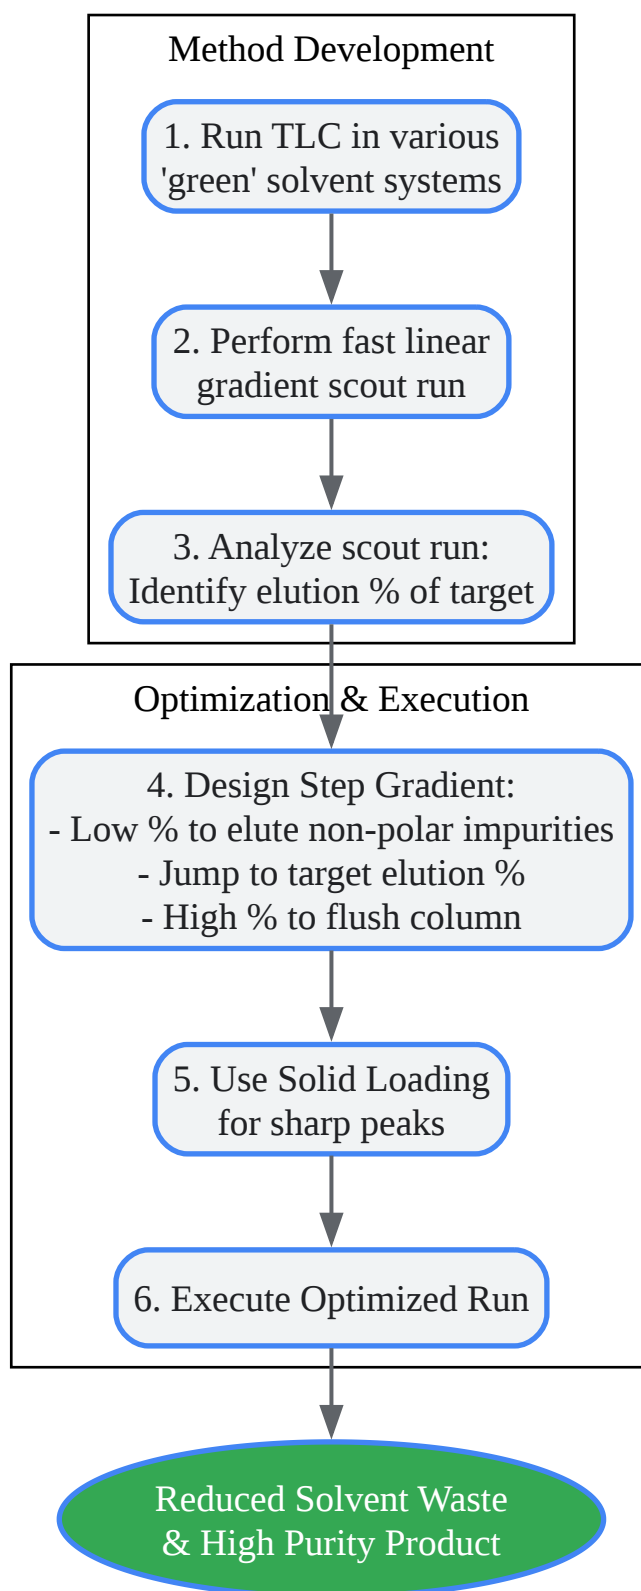 Method Development
1. Run TLC in various
'green' solvent systems
2. Perform fast linear
gradient scout run
3. Analyze scout run:
Identify elution % of target
Optimization & Execution
4. Design Step Gradient:
- Low % to elute non-polar impurities
- Jump to target elution %
- High % to flush column
5. Use Solid Loading
for sharp peaks
6. Execute Optimized Run
Reduced Solvent Waste
& High Purity Product